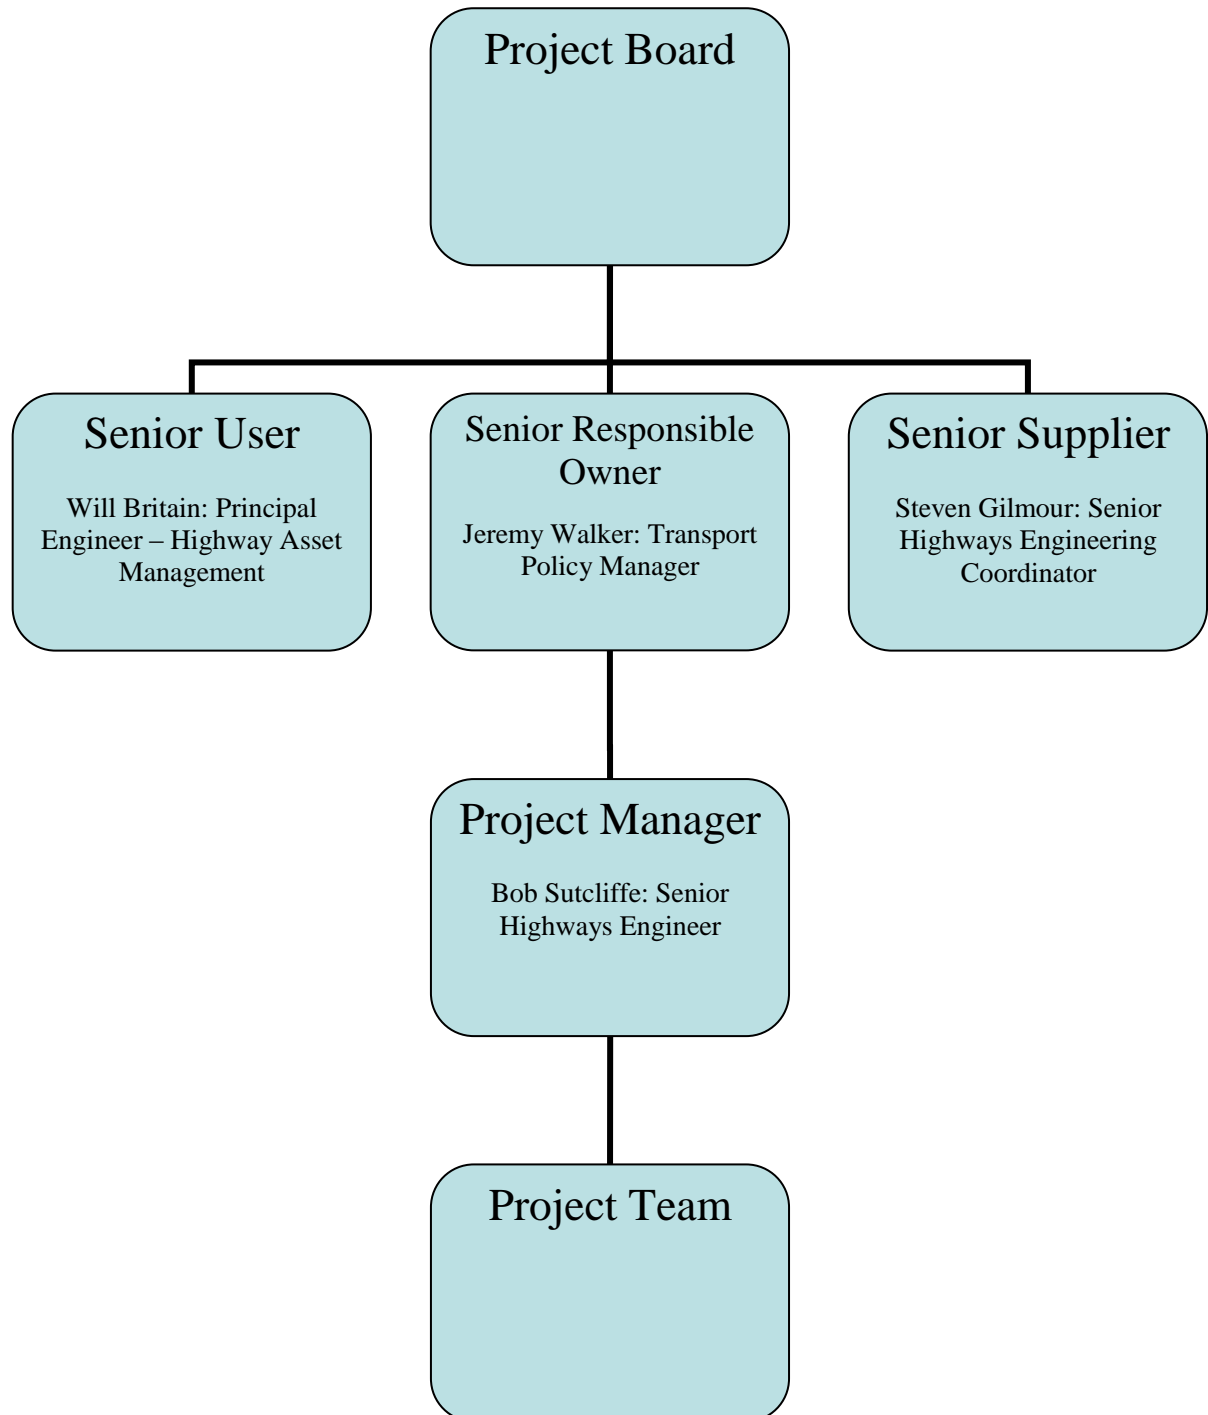 Project Board
Senior User
Will Britain: Principal
Engineer – Highway Asset
Management
Senior Responsible
Owner
Jeremy Walker: Transport
Policy Manager
Senior Supplier
Steven Gilmour: Senior
Highways Engineering
Coordinator
Project Manager
Bob Sutcliffe: Senior
Highways Engineer
Project Team